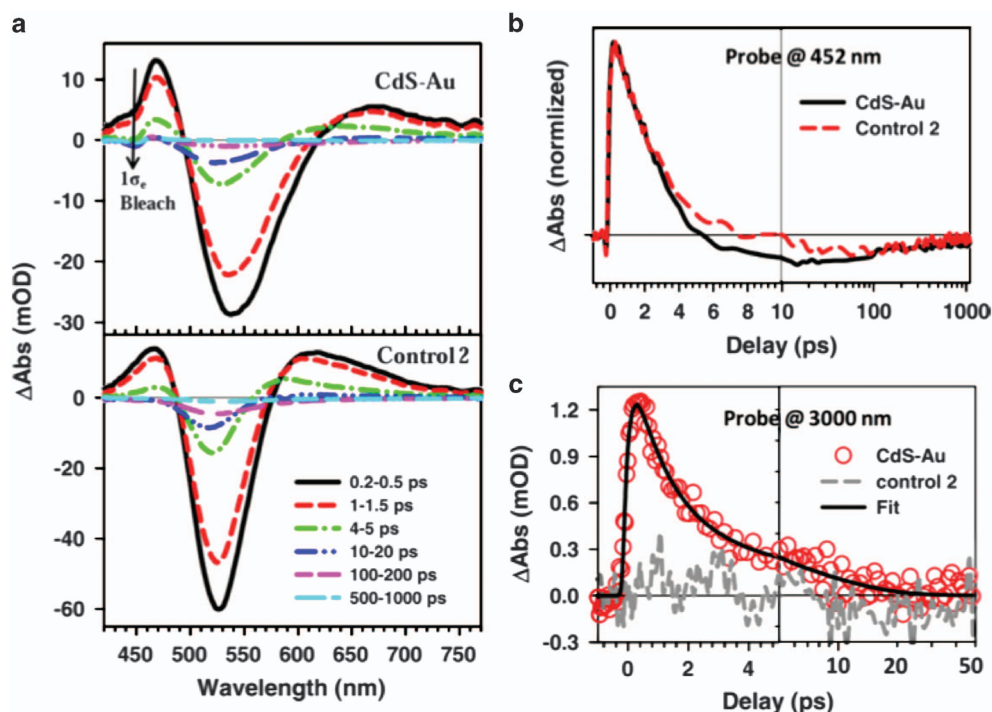 a
CdS-Au
1σe
Bleach
10
0
-10
-20
-30
Control 2
0
-20
-40
-60
0.2-0.5 ps
1-1.5 ps
4-5 ps
10-20 ps
100-200 ps
500-1000 ps
ΔAbs (mOD)
450 500 550 600 650 700 750
Wavelength (nm)
b
Probe @ 452 nm
CdS-Au
Control 2
ΔAbs (normlized)
0 2 4 6 8 10 100 1000
Delay (ps)
c
Probe @ 3000 nm
CdS-Au
control 2
Fit
ΔAbs (mOD)
1.2
0.9
0.6
0.3
0.0
-0.3
0 2 4 10 20 50
Delay (ps)